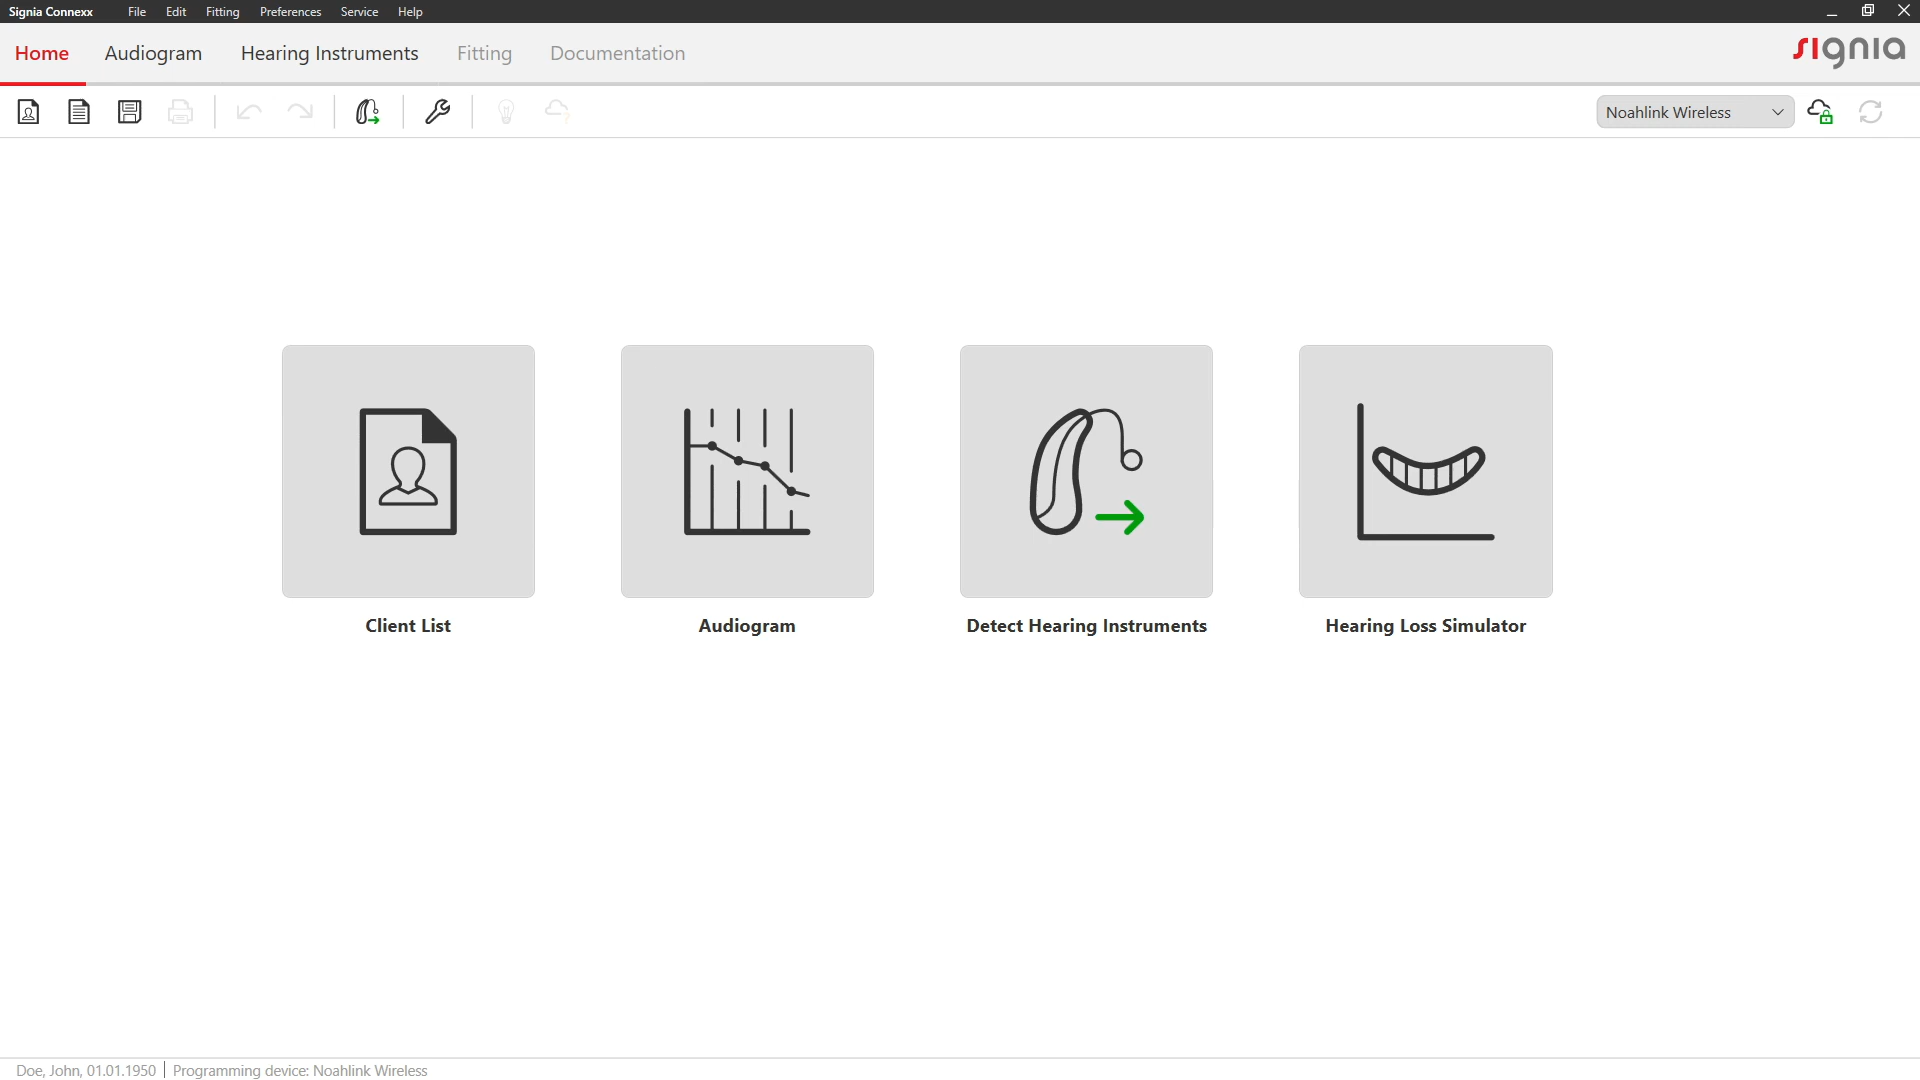 Signia Connexx File Edit Fitting Preferences Service Help
Home Audiogram Hearing Instruments Fitting Documentation
signia
Noahlink Wireless
Client List
Audiogram
Detect Hearing Instruments
Hearing Loss Simulator
Doe, John, 01.01.1950 Programming device: Noahlink Wireless